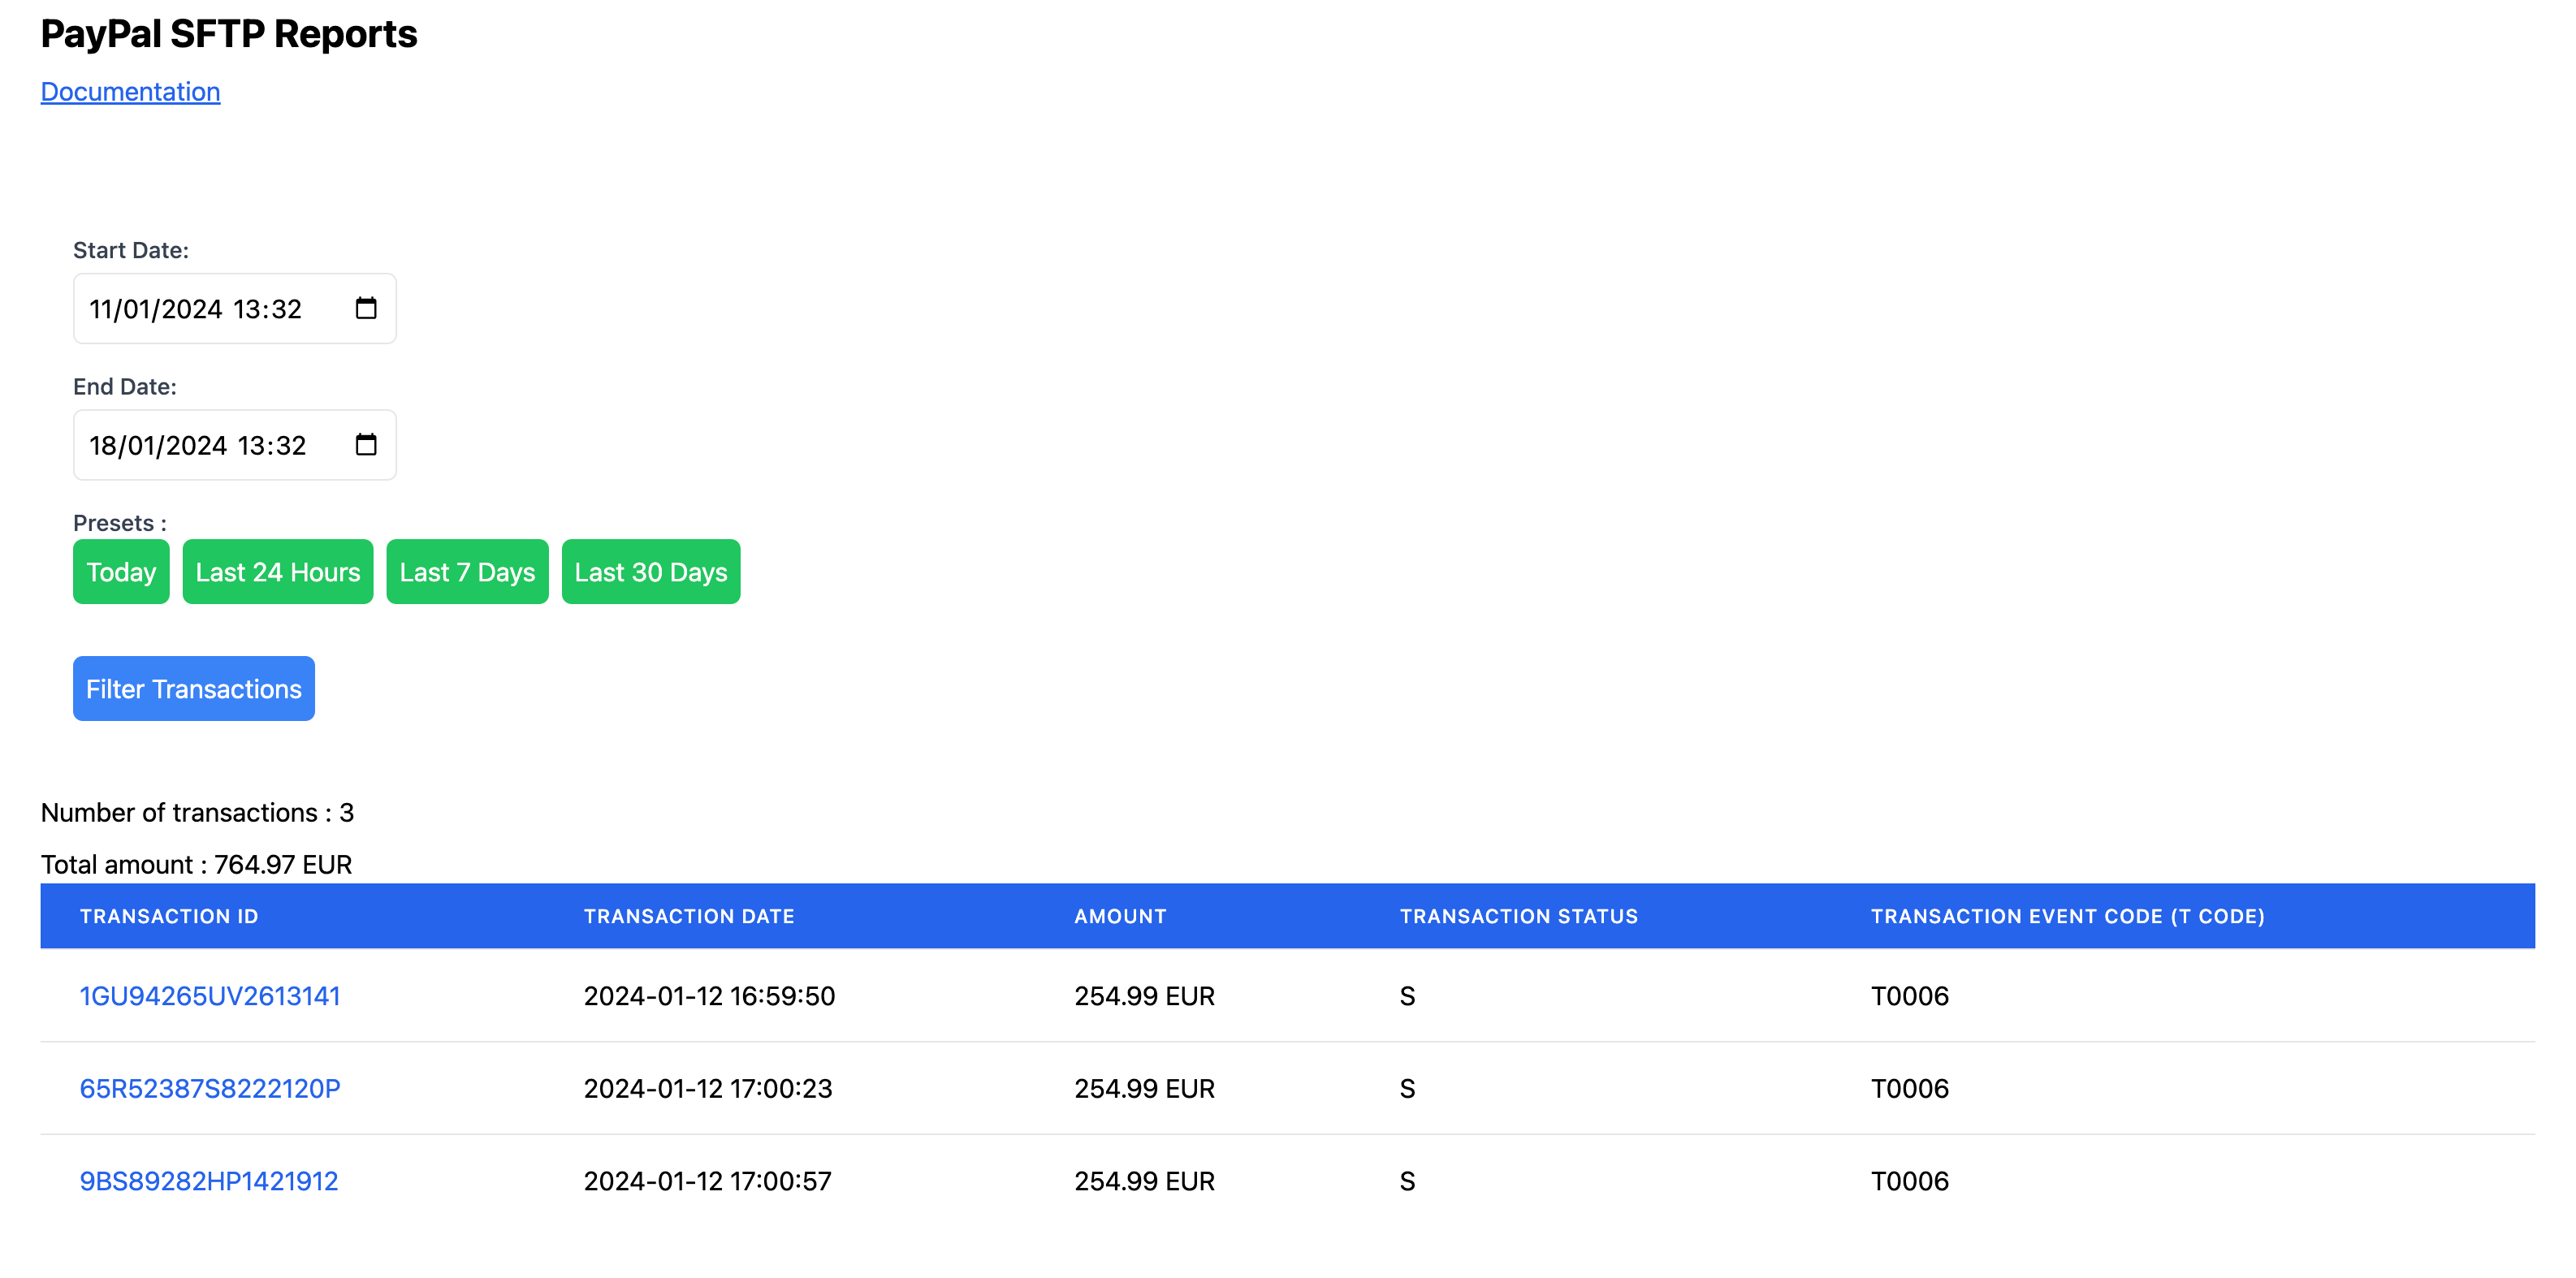 PayPal SFTP Reports
Documentation
Start Date:
11/01/2024 13:32
End Date:
18/01/2024 13:32
Presets :
Today Last 24 Hours Last 7 Days Last 30 Days
Filter Transactions
Number of transactions : 3
Total amount : 764.97 EUR
TRANSACTION ID TRANSACTION DATE AMOUNT TRANSACTION STATUS TRANSACTION EVENT CODE (T CODE)
1GU94265UV2613141 2024-01-12 16:59:50 254.99 EUR S T0006
65R52387S8222120P 2024-01-12 17:00:23 254.99 EUR S T0006
9BS89282HP1421912 2024-01-12 17:00:57 254.99 EUR S T0006